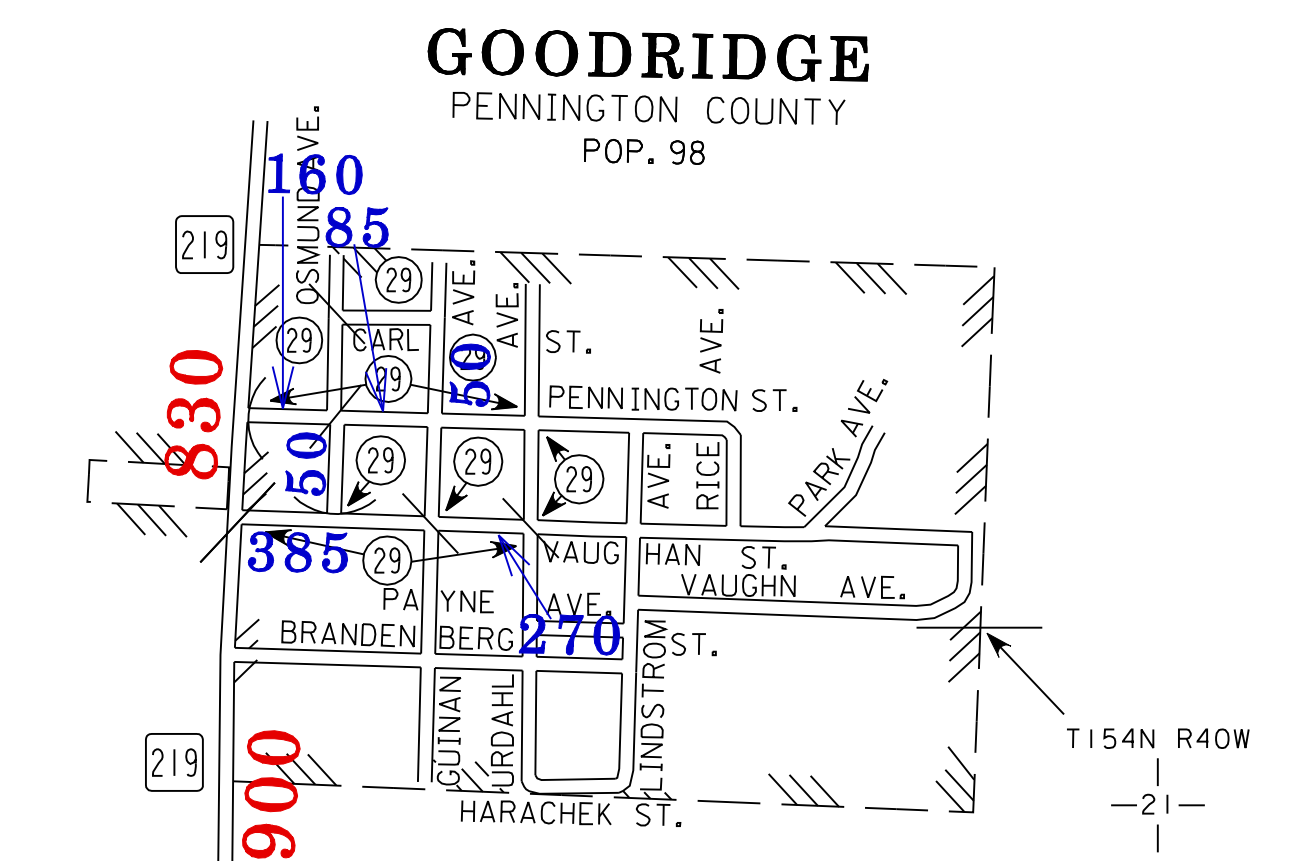 GOODRIDGE
PENNINGTON COUNTY
POP. 98
OSMUND AVE.
160
85
219
29
AVE.
AVE.
29
CARL
29
ST.
AVE.
29
50
830
PENNINGTON ST.
PARK AVE.
50
29
29
29
AVE.
RICE
385
29
VAUG HAN ST.
VAUGHN AVE.
PA YNE AVE.
BRANDEN BERG ST.
270
GUINAN
URDAHL
LINDSTROM
219
900
HARACHEK ST.
T154N R40W
21